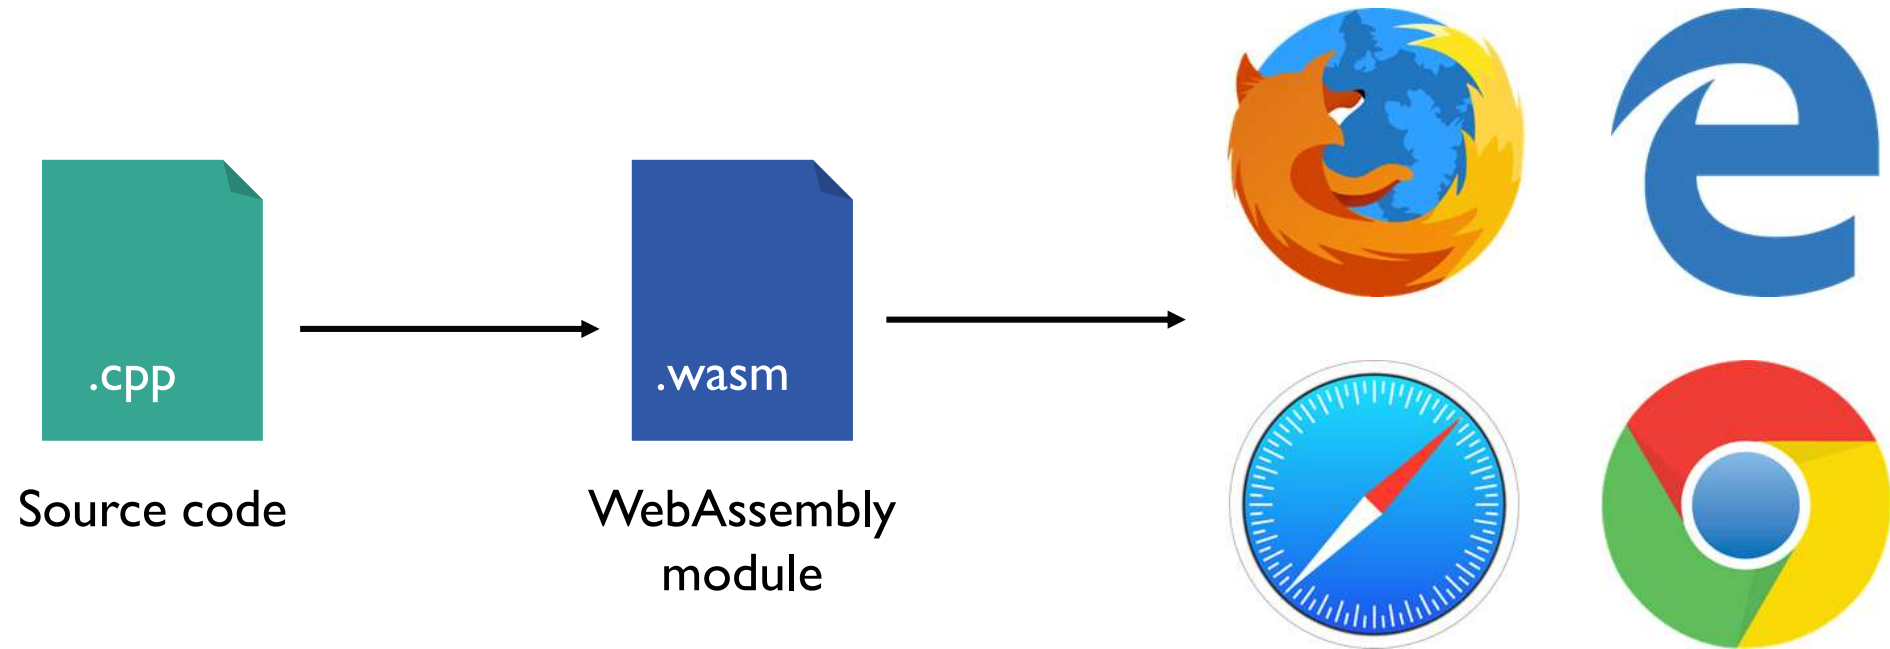 .cpp
.wasm
Source code
WebAssembly
module